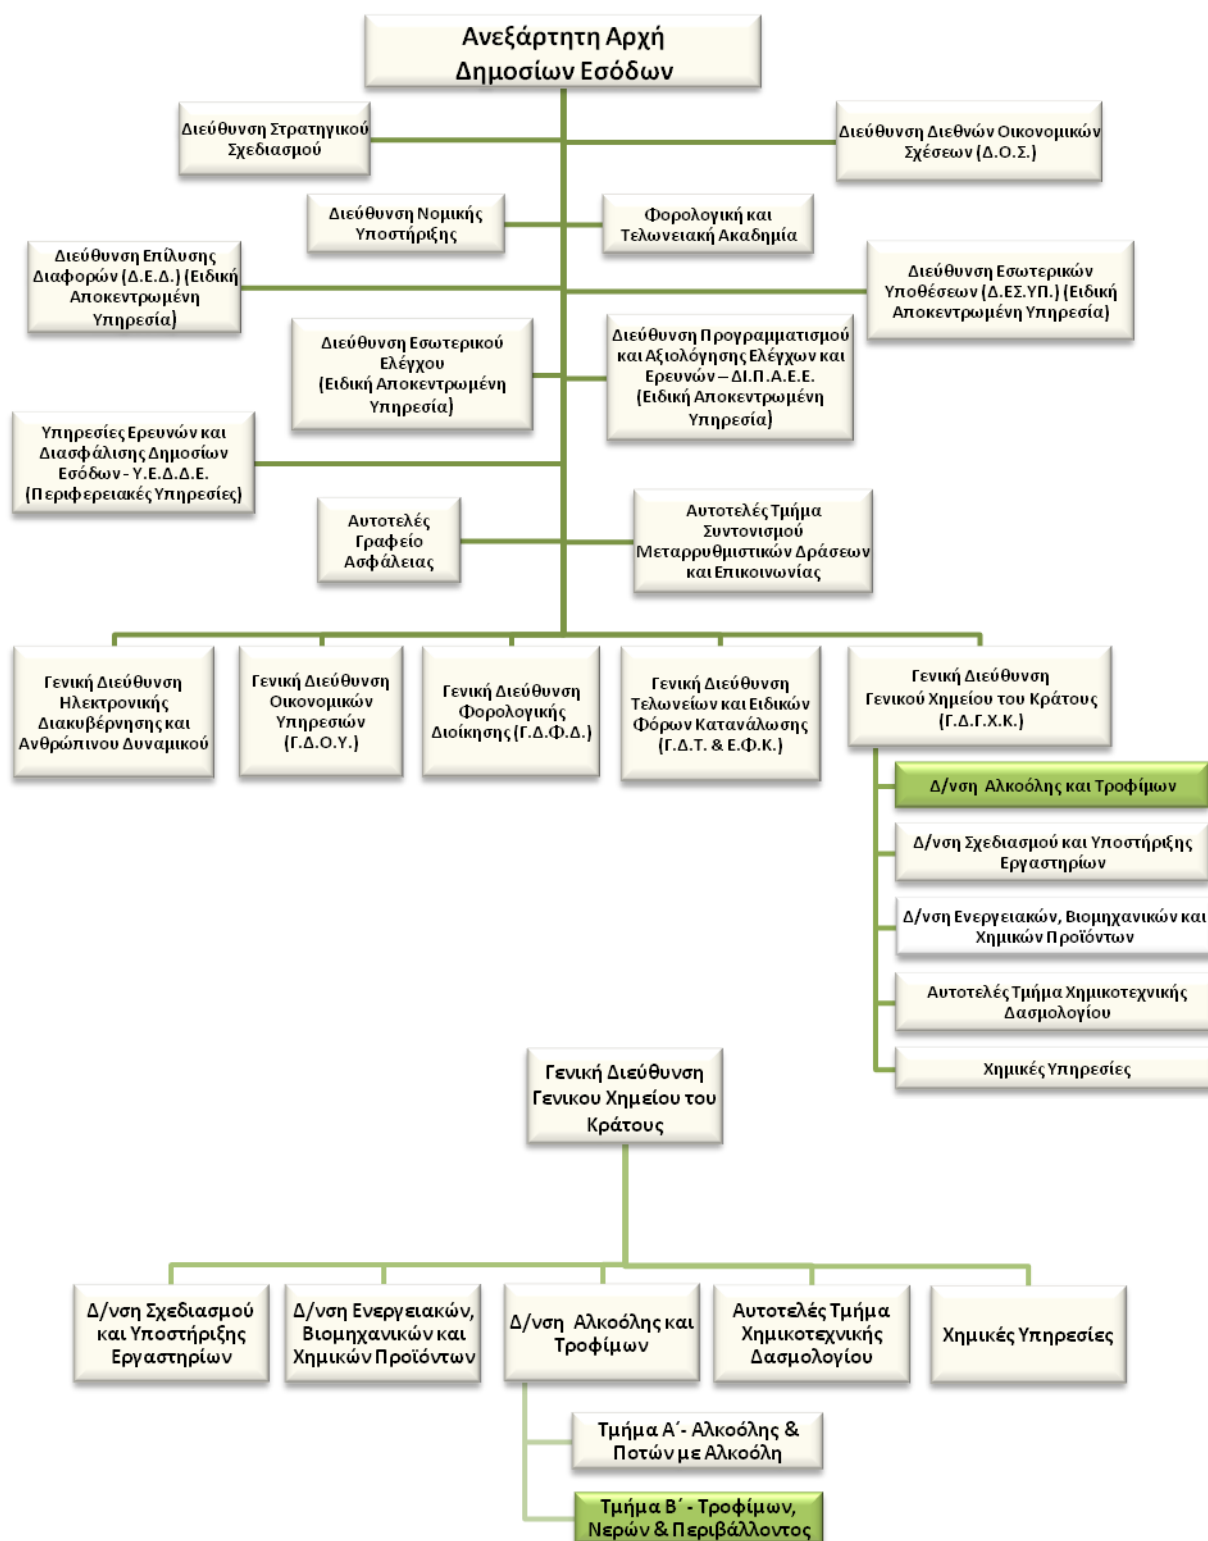 Ανεξάρτητη Αρχή
Δημοσίων Εσόδων
Διεύθυνση Στρατηγικού
Σχεδιασμού
Διεύθυνση Διεθνών Οικονομικών
Σχέσεων (Δ.Ο.Σ.)
Διεύθυνση Νομικής
Υποστήριξης
Φορολογική και
Τελωνειακή Ακαδημία
Διεύθυνση Επίλυσης
Διαφορών (Δ.Ε.Δ.) (Ειδική
Αποκεντρωμένη
Υπηρεσία)
Διεύθυνση Εσωτερικών
Υποθέσεων (Δ.ΕΣ.ΥΠ.) (Ειδική
Αποκεντρωμένη Υπηρεσία)
Διεύθυνση Εσωτερικού
Ελέγχου
(Ειδική Αποκεντρωμένη
Υπηρεσία)
Διεύθυνση Προγραμματισμού
και Αξιολόγησης Ελέγχων και
Ερευνών – ΔΙ.Π.Α.Ε.Ε.
(Ειδική Αποκεντρωμένη
Υπηρεσία)
Υπηρεσίες Ερευνών και
Διασφάλισης Δημοσίων
Εσόδων - Υ.Ε.Δ.Δ.Ε.
(Περιφερειακές Υπηρεσίες)
Αυτοτελές
Γραφείο
Ασφάλειας
Αυτοτελές Τμήμα
Συντονισμού
Μεταρρυθμιστικών Δράσεων
και Επικοινωνίας
Γενική Διεύθυνση
Ηλεκτρονικής
Διακυβέρνησης και
Ανθρώπινου Δυναμικού
Γενική Διεύθυνση
Οικονομικών
Υπηρεσιών
(Γ.Δ.Ο.Υ.)
Γενική Διεύθυνση
Φορολογικής
Διοίκησης (Γ.Δ.Φ.Δ.)
Γενική Διεύθυνση
Τελωνείων και Ειδικών
Φόρων Κατανάλωσης
(Γ.Δ.Τ. & Ε.Φ.Κ.)
Γενική Διεύθυνση
Γενικού Χημείου του Κράτους
(Γ.Δ.Γ.Χ.Κ.)
Δ/νση Αλκοόλης και Τροφίμων
Δ/νση Σχεδιασμού και Υποστήριξης
Εργαστηρίων
Δ/νση Ενεργειακών, Βιομηχανικών και
Χημικών Προϊόντων
Αυτοτελές Τμήμα Χημικοτεχνικής
Δασμολογίου
Χημικές Υπηρεσίες
Γενική Διεύθυνση
Γενικου Χημείου του
Κράτους
Δ/νση Σχεδιασμού
και Υποστήριξης
Εργαστηρίων
Δ/νση Ενεργειακών,
Βιομηχανικών και
Χημικών Προϊόντων
Δ/νση Αλκοόλης και
Τροφίμων
Αυτοτελές Τμήμα
Χημικοτεχνικής
Δασμολογίου
Χημικές Υπηρεσίες
Τμήμα Α΄- Αλκοόλης &
Ποτών με Αλκοόλη
Τμήμα Β΄ - Τροφίμων,
Νερών & Περιβάλλοντος